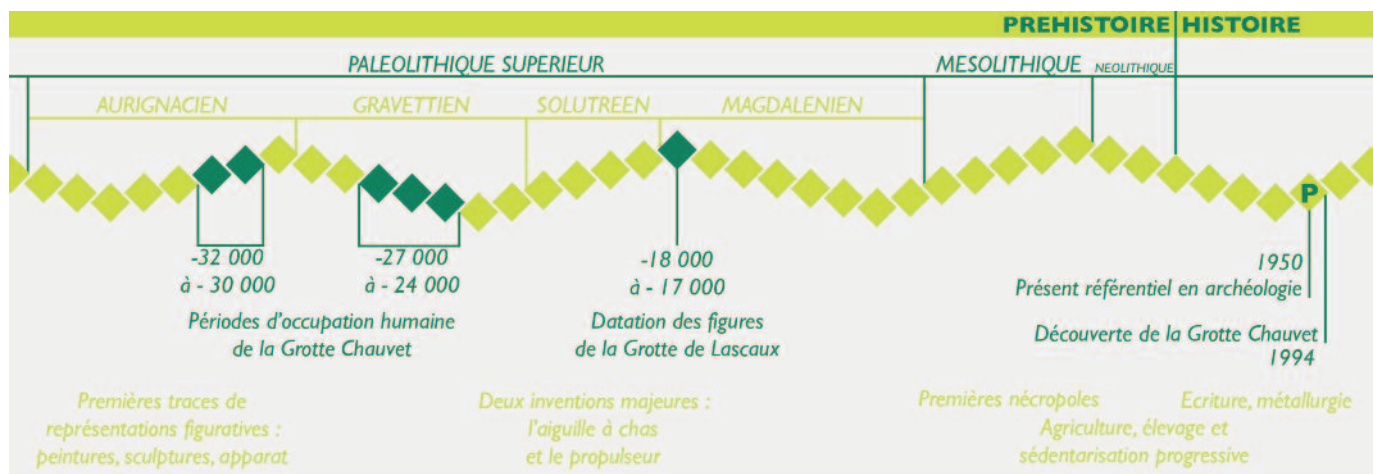 PREHISTOIRE HISTOIRE
PALEOLITHIQUE SUPERIEUR
MESOLITHIQUE
NEOLITHIQUE
AURIGNACIEN
GRAVETTIEN
SOLUTREEN
MAGDALENIEN
P
-32 000
à - 30 000
-27 000
à - 24 000
Périodes d'occupation humaine
de la Grotte Chauvet
-18 000
à - 17 000
Datation des figures
de la Grotte de Lascaux
1950
Présent référentiel en archéologie
Découverte de la Grotte Chauvet
1994
Premières traces de
représentations figuratives :
peintures, sculptures, apparat
Deux inventions majeures :
l'aiguille à chas
et le propulseur
Premières nécropoles
Agriculture, élevage et
sédentarisation progressive
Ecriture, métallurgie